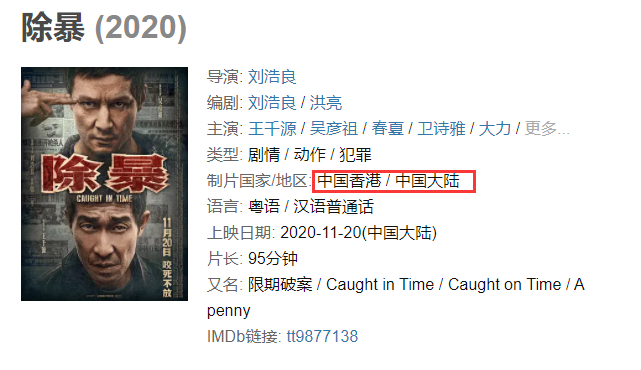 除暴 (2020)
除暴
CAUGHT IN TIME
11月20日 咬死不放
导演: 刘浩良
编剧: 刘浩良 / 洪亮
主演: 王千源 / 吴彦祖 / 春夏 / 卫诗雅 / 大力 / 更多...
类型: 剧情 / 动作 / 犯罪
制片国家/地区: 中国香港 / 中国大陆
语言: 粤语 / 汉语普通话
上映日期: 2020-11-20(中国大陆)
片长: 95分钟
又名: 限期破案 / Caught in Time / Caught on Time / A
penny
IMDb链接: tt9877138